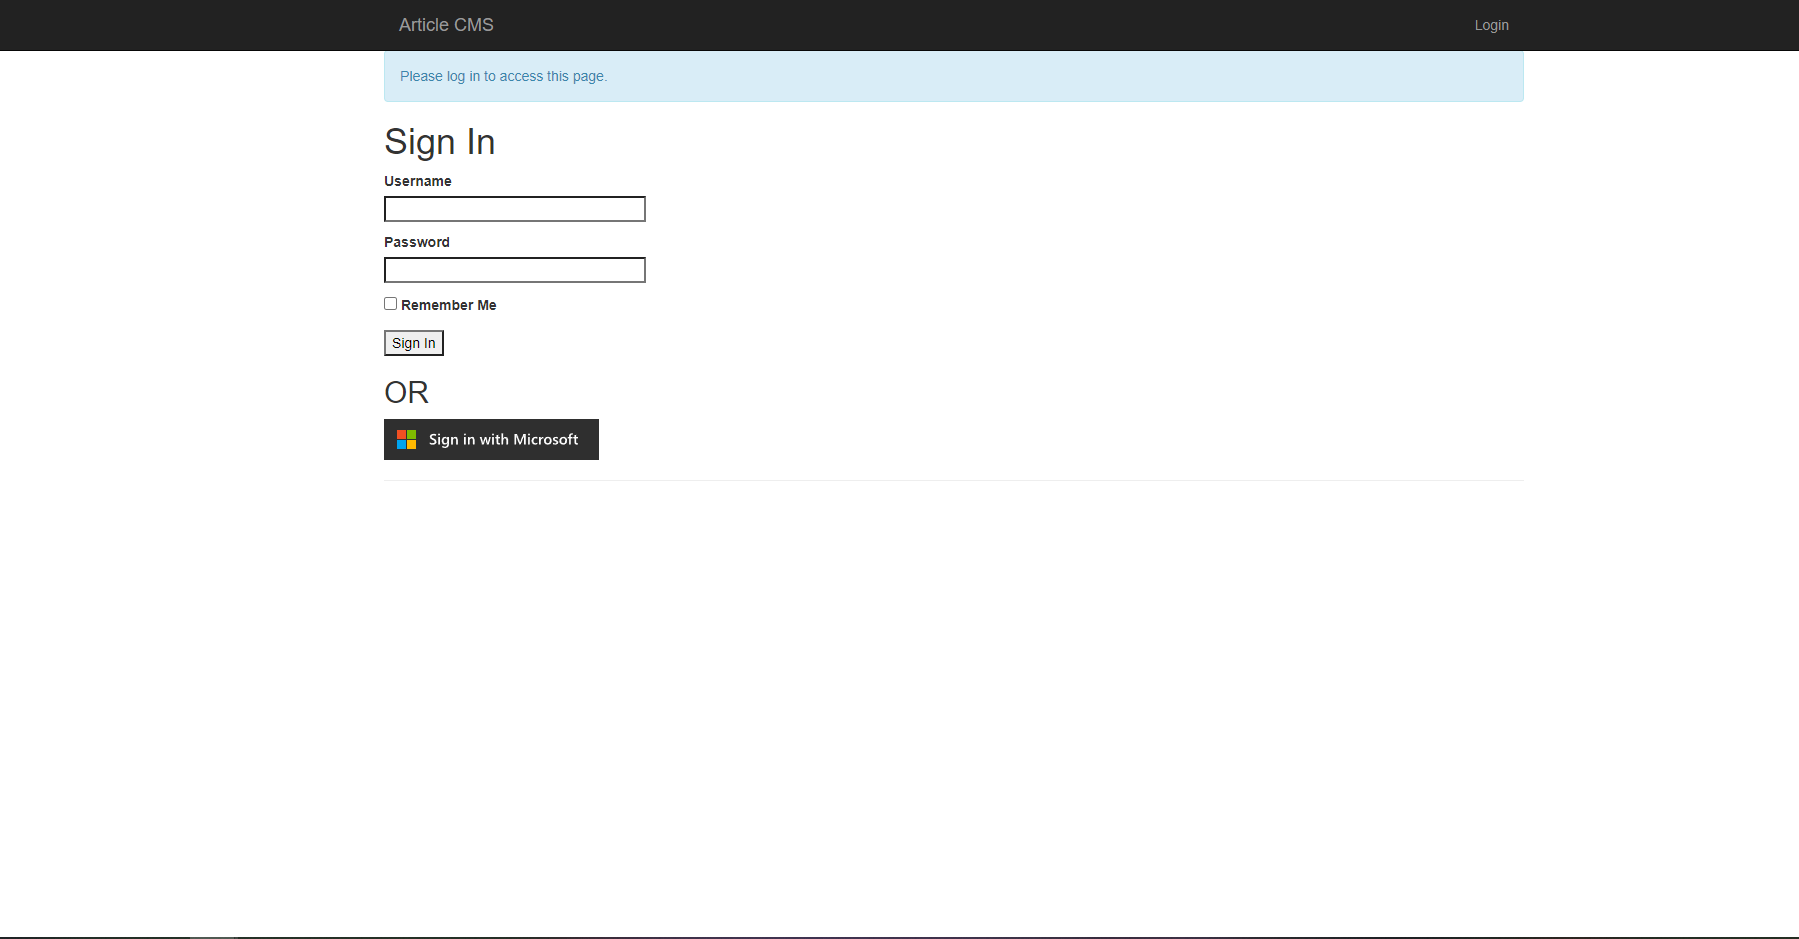 Article CMS
Login
Please log in to access this page.
Sign In
Username
Password
Remember Me
Sign In
OR
Sign in with Microsoft